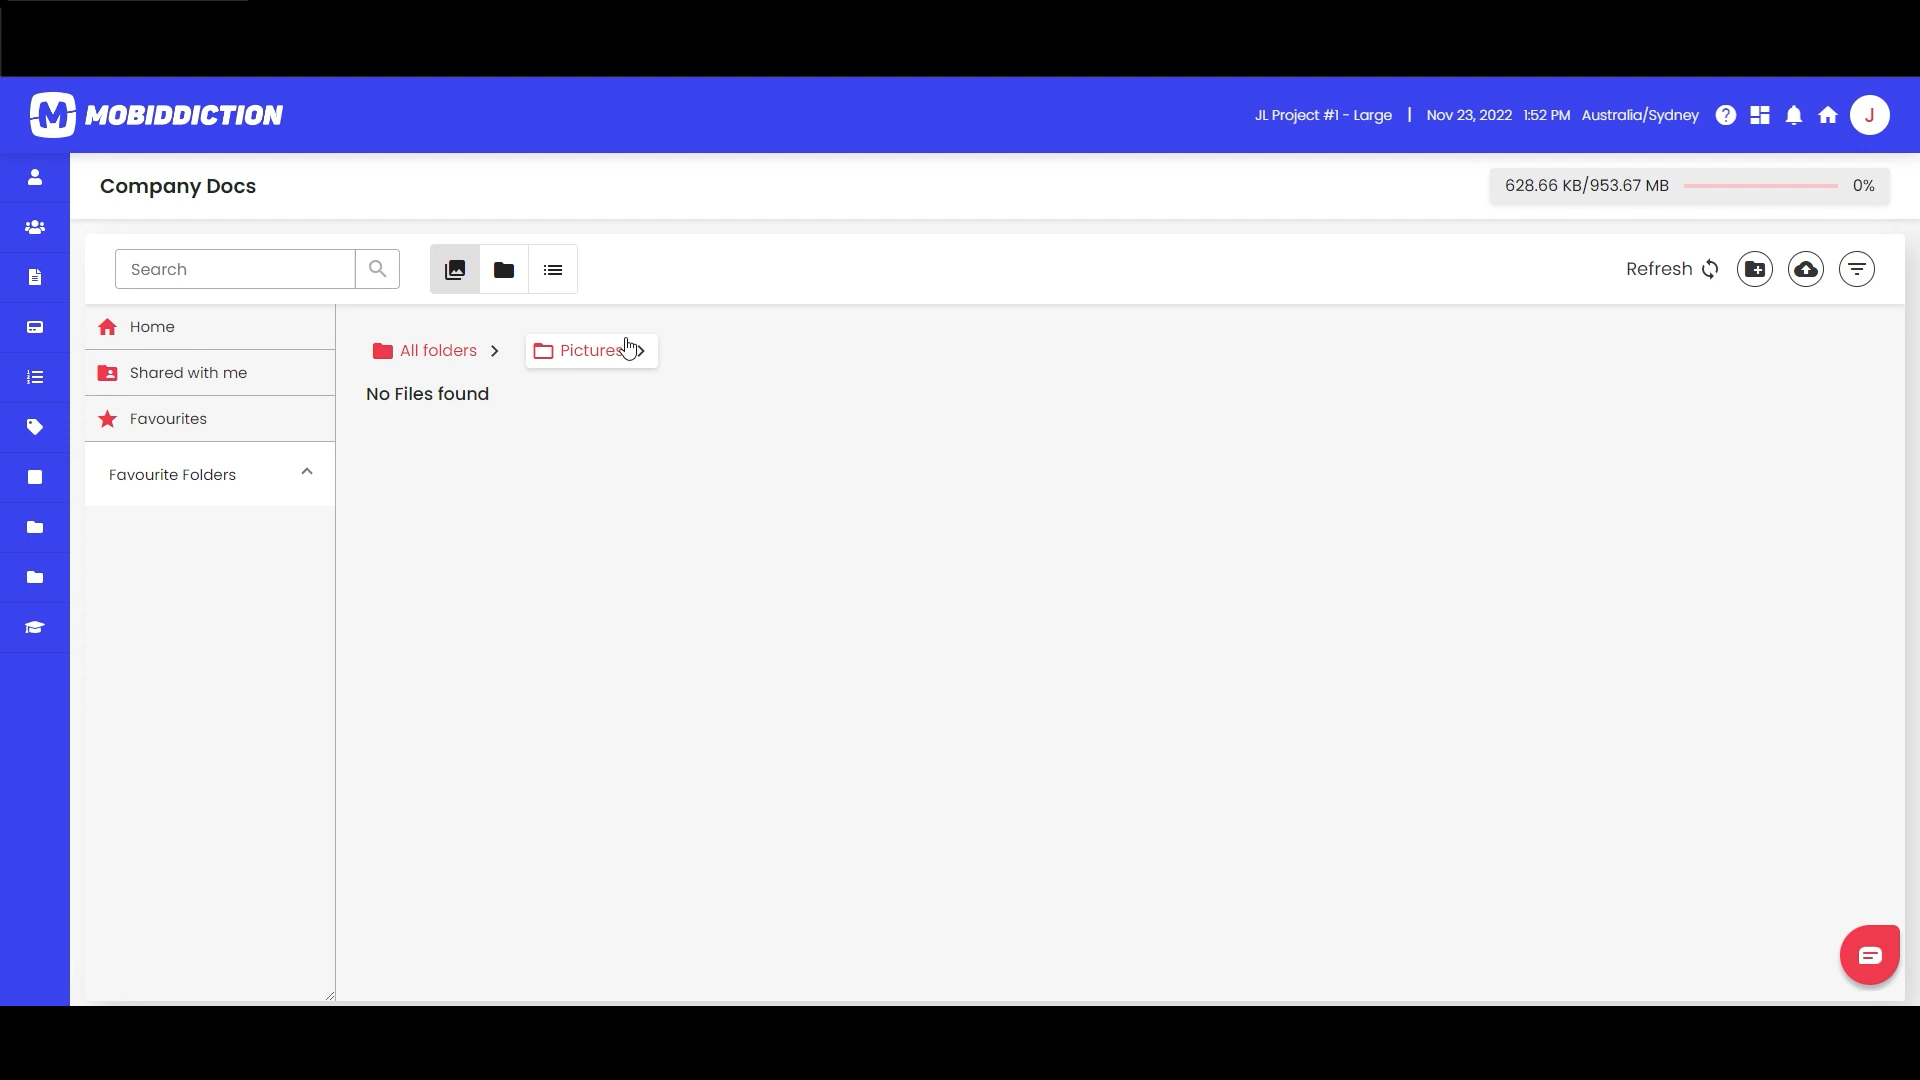 MOBIDDICTION
JL Project #1 - Large | Nov 23, 2022 1:52 PM Australia/Sydney
J
Company Docs
628.66 KB/953.67 MB 0%
Search
Refresh
Home
All folders
Pictures
Shared with me
No Files found
Favourites
Favourite Folders